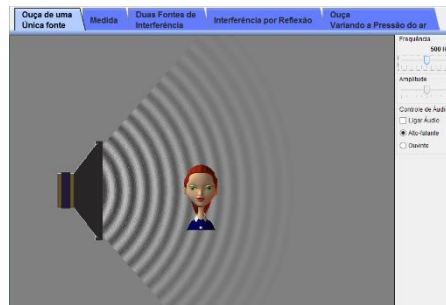 Ouça de uma
Única fonte
Medida
Duas Fontes de
Interferência
Interferência por Reflexão
Ouça
Variando a Pressão do ar
Frequência
500 H
Amplitude
Controle de Áudi
Ligar Áudio
Alto-falante
Ouvinte